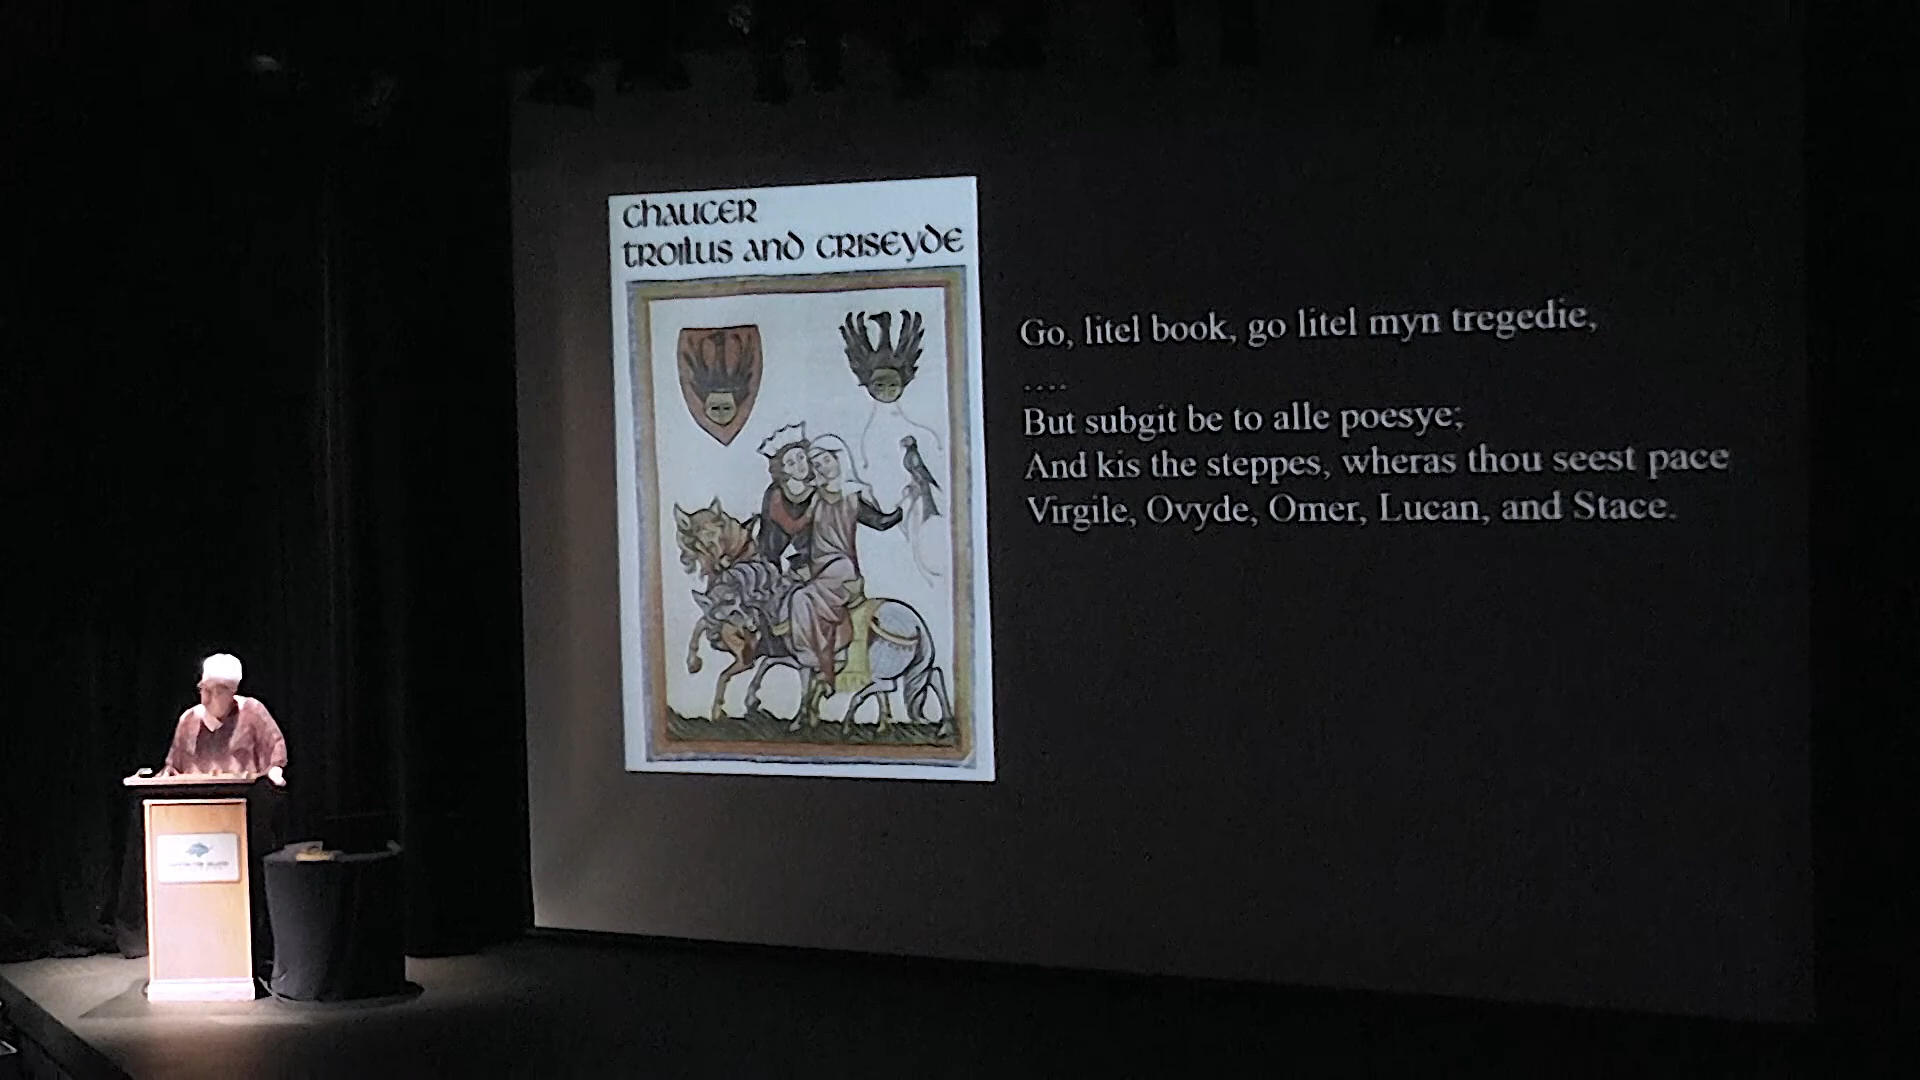 Chaucer
Troilus and Criseyde
Go, litel book, go litel myn tregedie,
....
But subgit be to alle poesye;
And kis the steppes, wheras thou seest pace
Virgile, Ovyde, Omer, Lucan, and Stace.